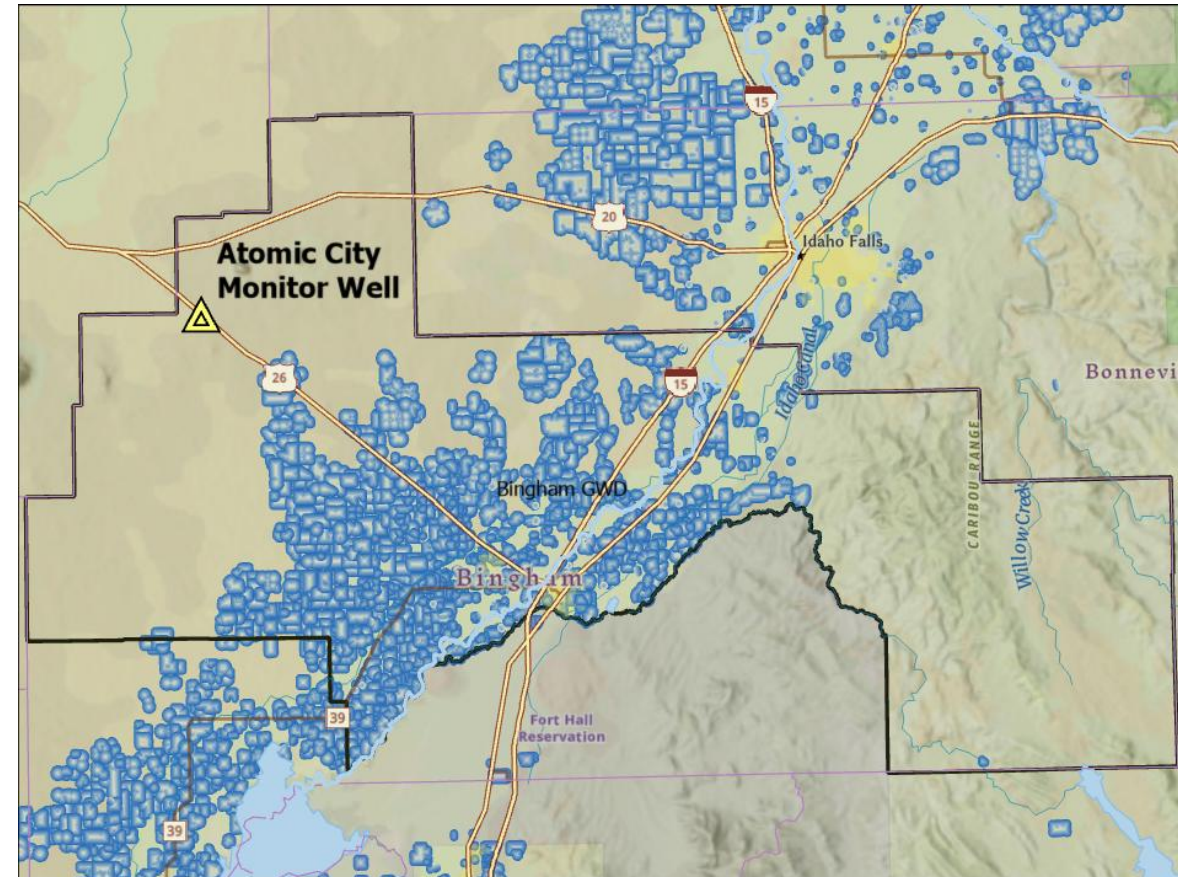 15
20
Idaho Falls
Atomic City
Monitor Well
26
15
Idaho Canal
Bonnevi
CARIBOU RANGE
Willow Creek
Bingham GWD
Bingham
39
Fort Hall
Reservation
39